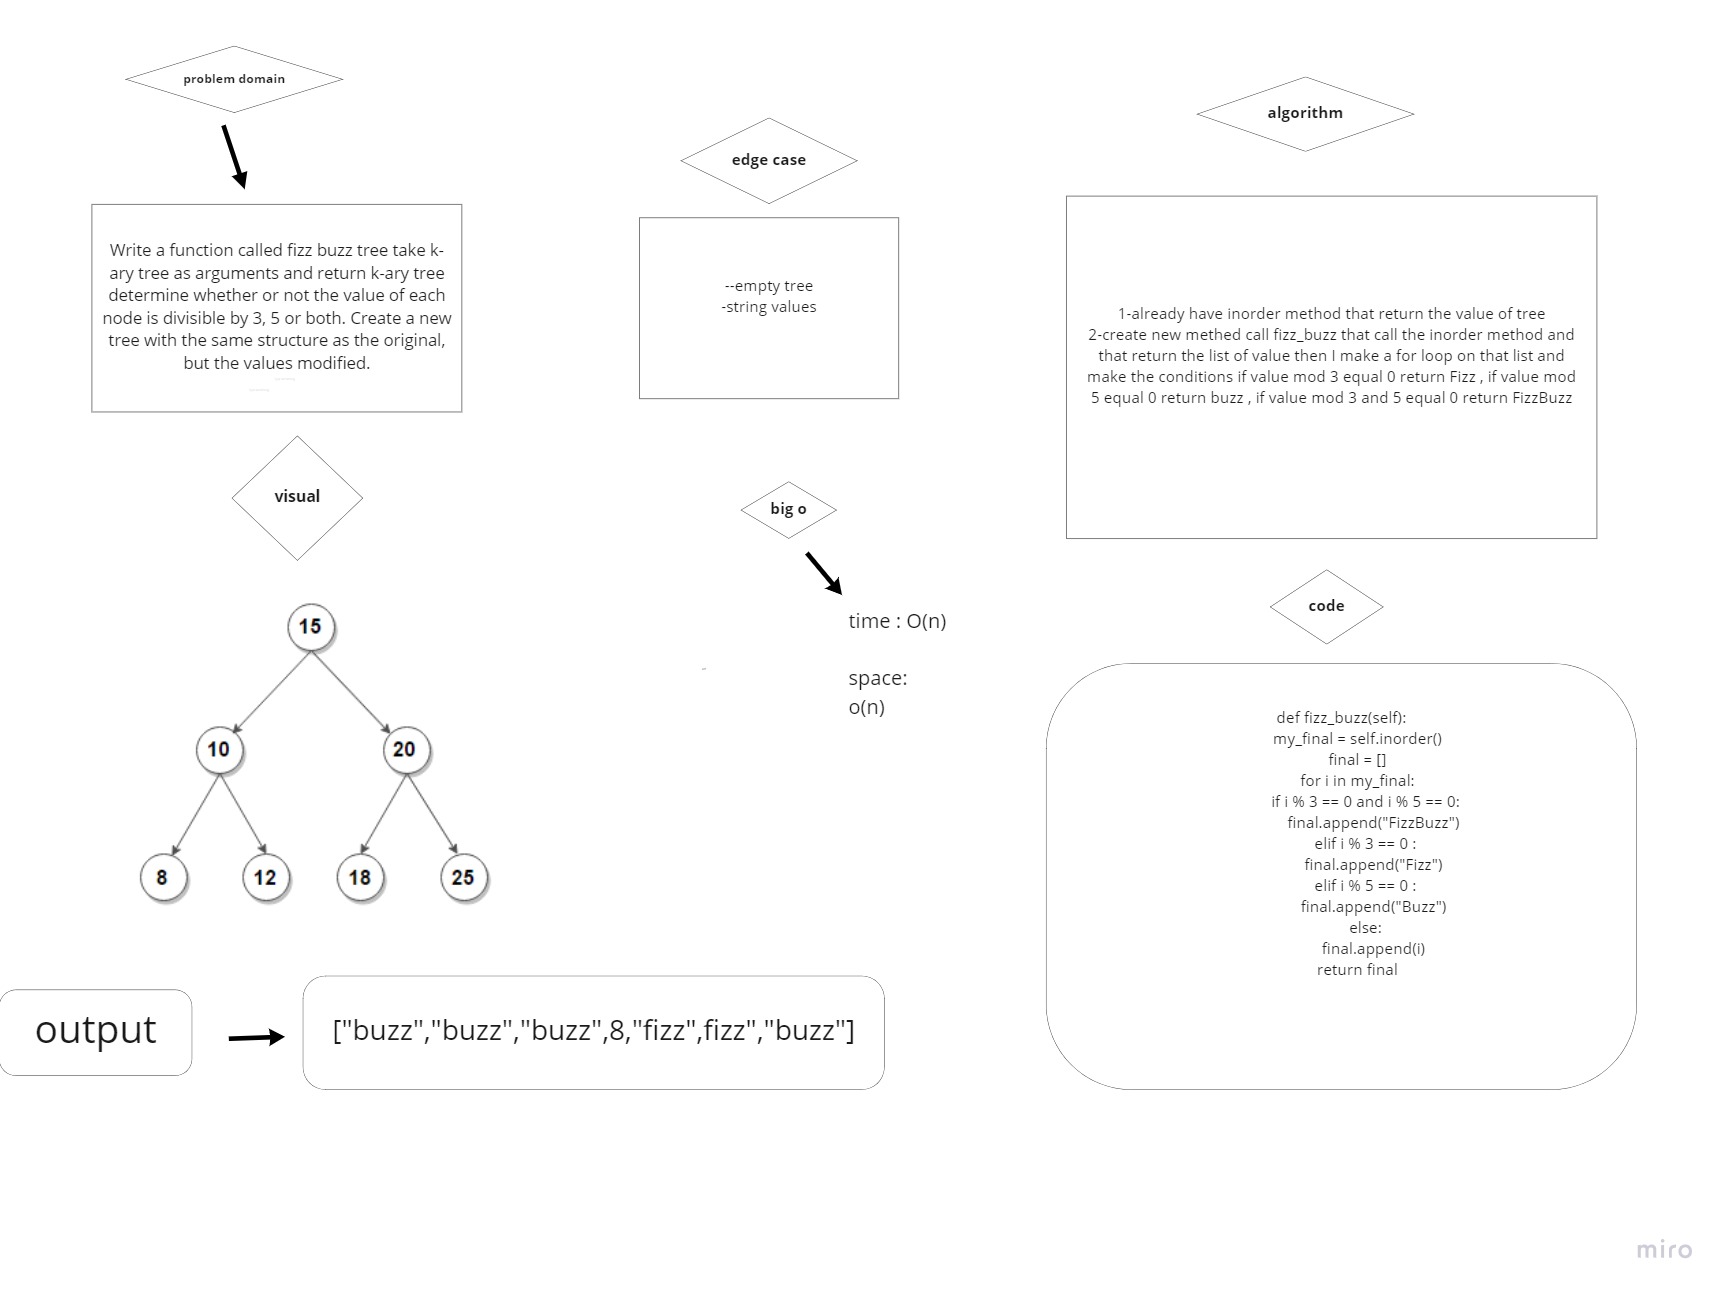 problem domain
Write a function called fizz buzz tree take k-
ary tree as arguments and return k-ary tree
determine whether or not the value of each
node is divisible by 3, 5 or both. Create a new
tree with the same structure as the original,
but the values modified.
visual
15
10
20
8
12
18
25
output
["buzz","buzz","buzz",8,"fizz",fizz","buzz"]
edge case
--empty tree
-string values
big o
time : O(n)
space:
o(n)
algorithm
1-already have inorder method that return the value of tree
2-create new methed call fizz_buzz that call the inorder method and
that return the list of value then I make a for loop on that list and
make the conditions if value mod 3 equal 0 return Fizz , if value mod
5 equal 0 return buzz , if value mod 3 and 5 equal 0 return FizzBuzz
code
def fizz_buzz(self):
my_final = self.inorder()
final = []
for i in my_final:
if i % 3 == 0 and i % 5 == 0:
final.append("FizzBuzz")
elif i % 3 == 0 :
final.append("Fizz")
elif i % 5 == 0 :
final.append("Buzz")
else:
final.append(i)
return final
miro